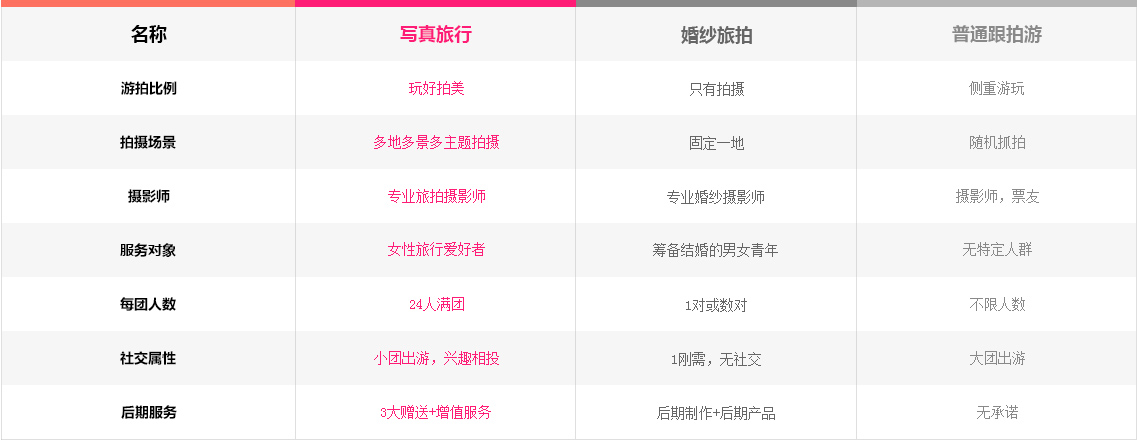 名称 写真旅行 婚纱旅拍 普通跟拍游
游拍比例 玩好拍美 只有拍摄 侧重游玩
拍摄场景 多地多景多主题拍摄 固定一地 随机抓拍
摄影师 专业旅拍摄影师 专业婚纱摄影师 摄影师，票友
服务对象 女性旅行爱好者 筹备结婚的男女青年 无特定人群
每团人数 24人满团 1对或数对 不限人数
社交属性 小团出游，兴趣相投 1刚需，无社交 大团出游
后期服务 3大赠送+增值服务 后期制作+后期产品 无承诺